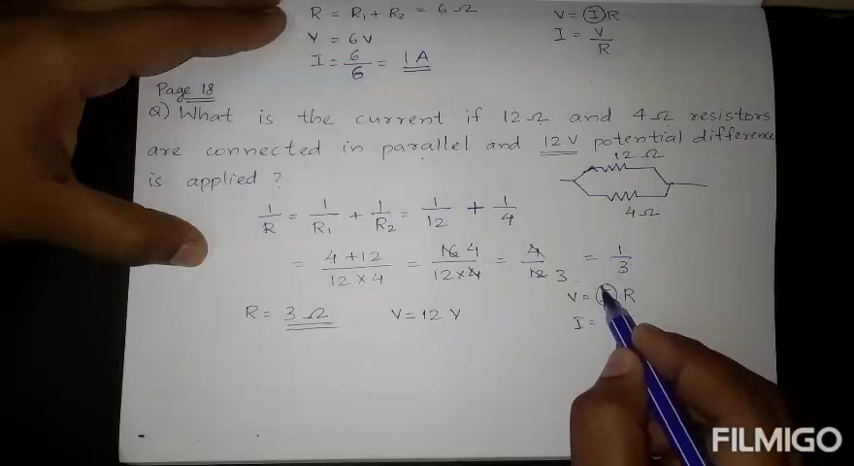 R = R₁ + R₂ = 6 Ω
V = 6 V
I = 6/6 = 1 A
V = I R
I = V/R
Page 18
Q) What is the current if 12 Ω and 4 Ω resistors
are connected in parallel and 12 V potential difference
is applied ?
12 Ω
4 Ω
1/R = 1/R₁ + 1/R₂ = 1/12 + 1/4
= 4 + 12 / 12 × 4 = 16 4 / 12 × 4 = 4 / 12 3 = 1/3
R = 3 Ω V = 12 V
V = I R
I =
FILMIGO